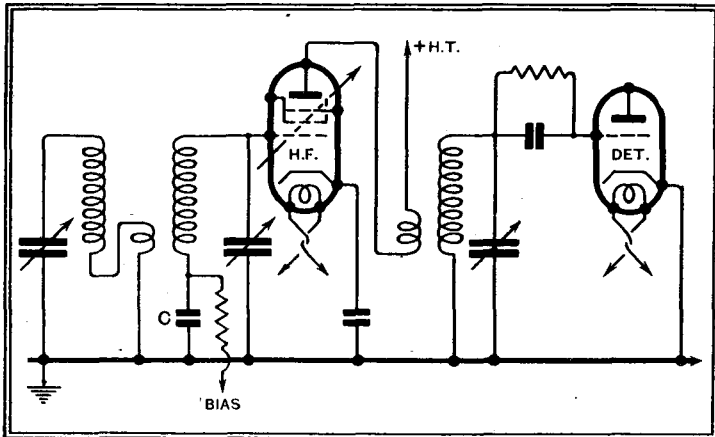 +H.T.
H.F.
DET.
C
BIAS